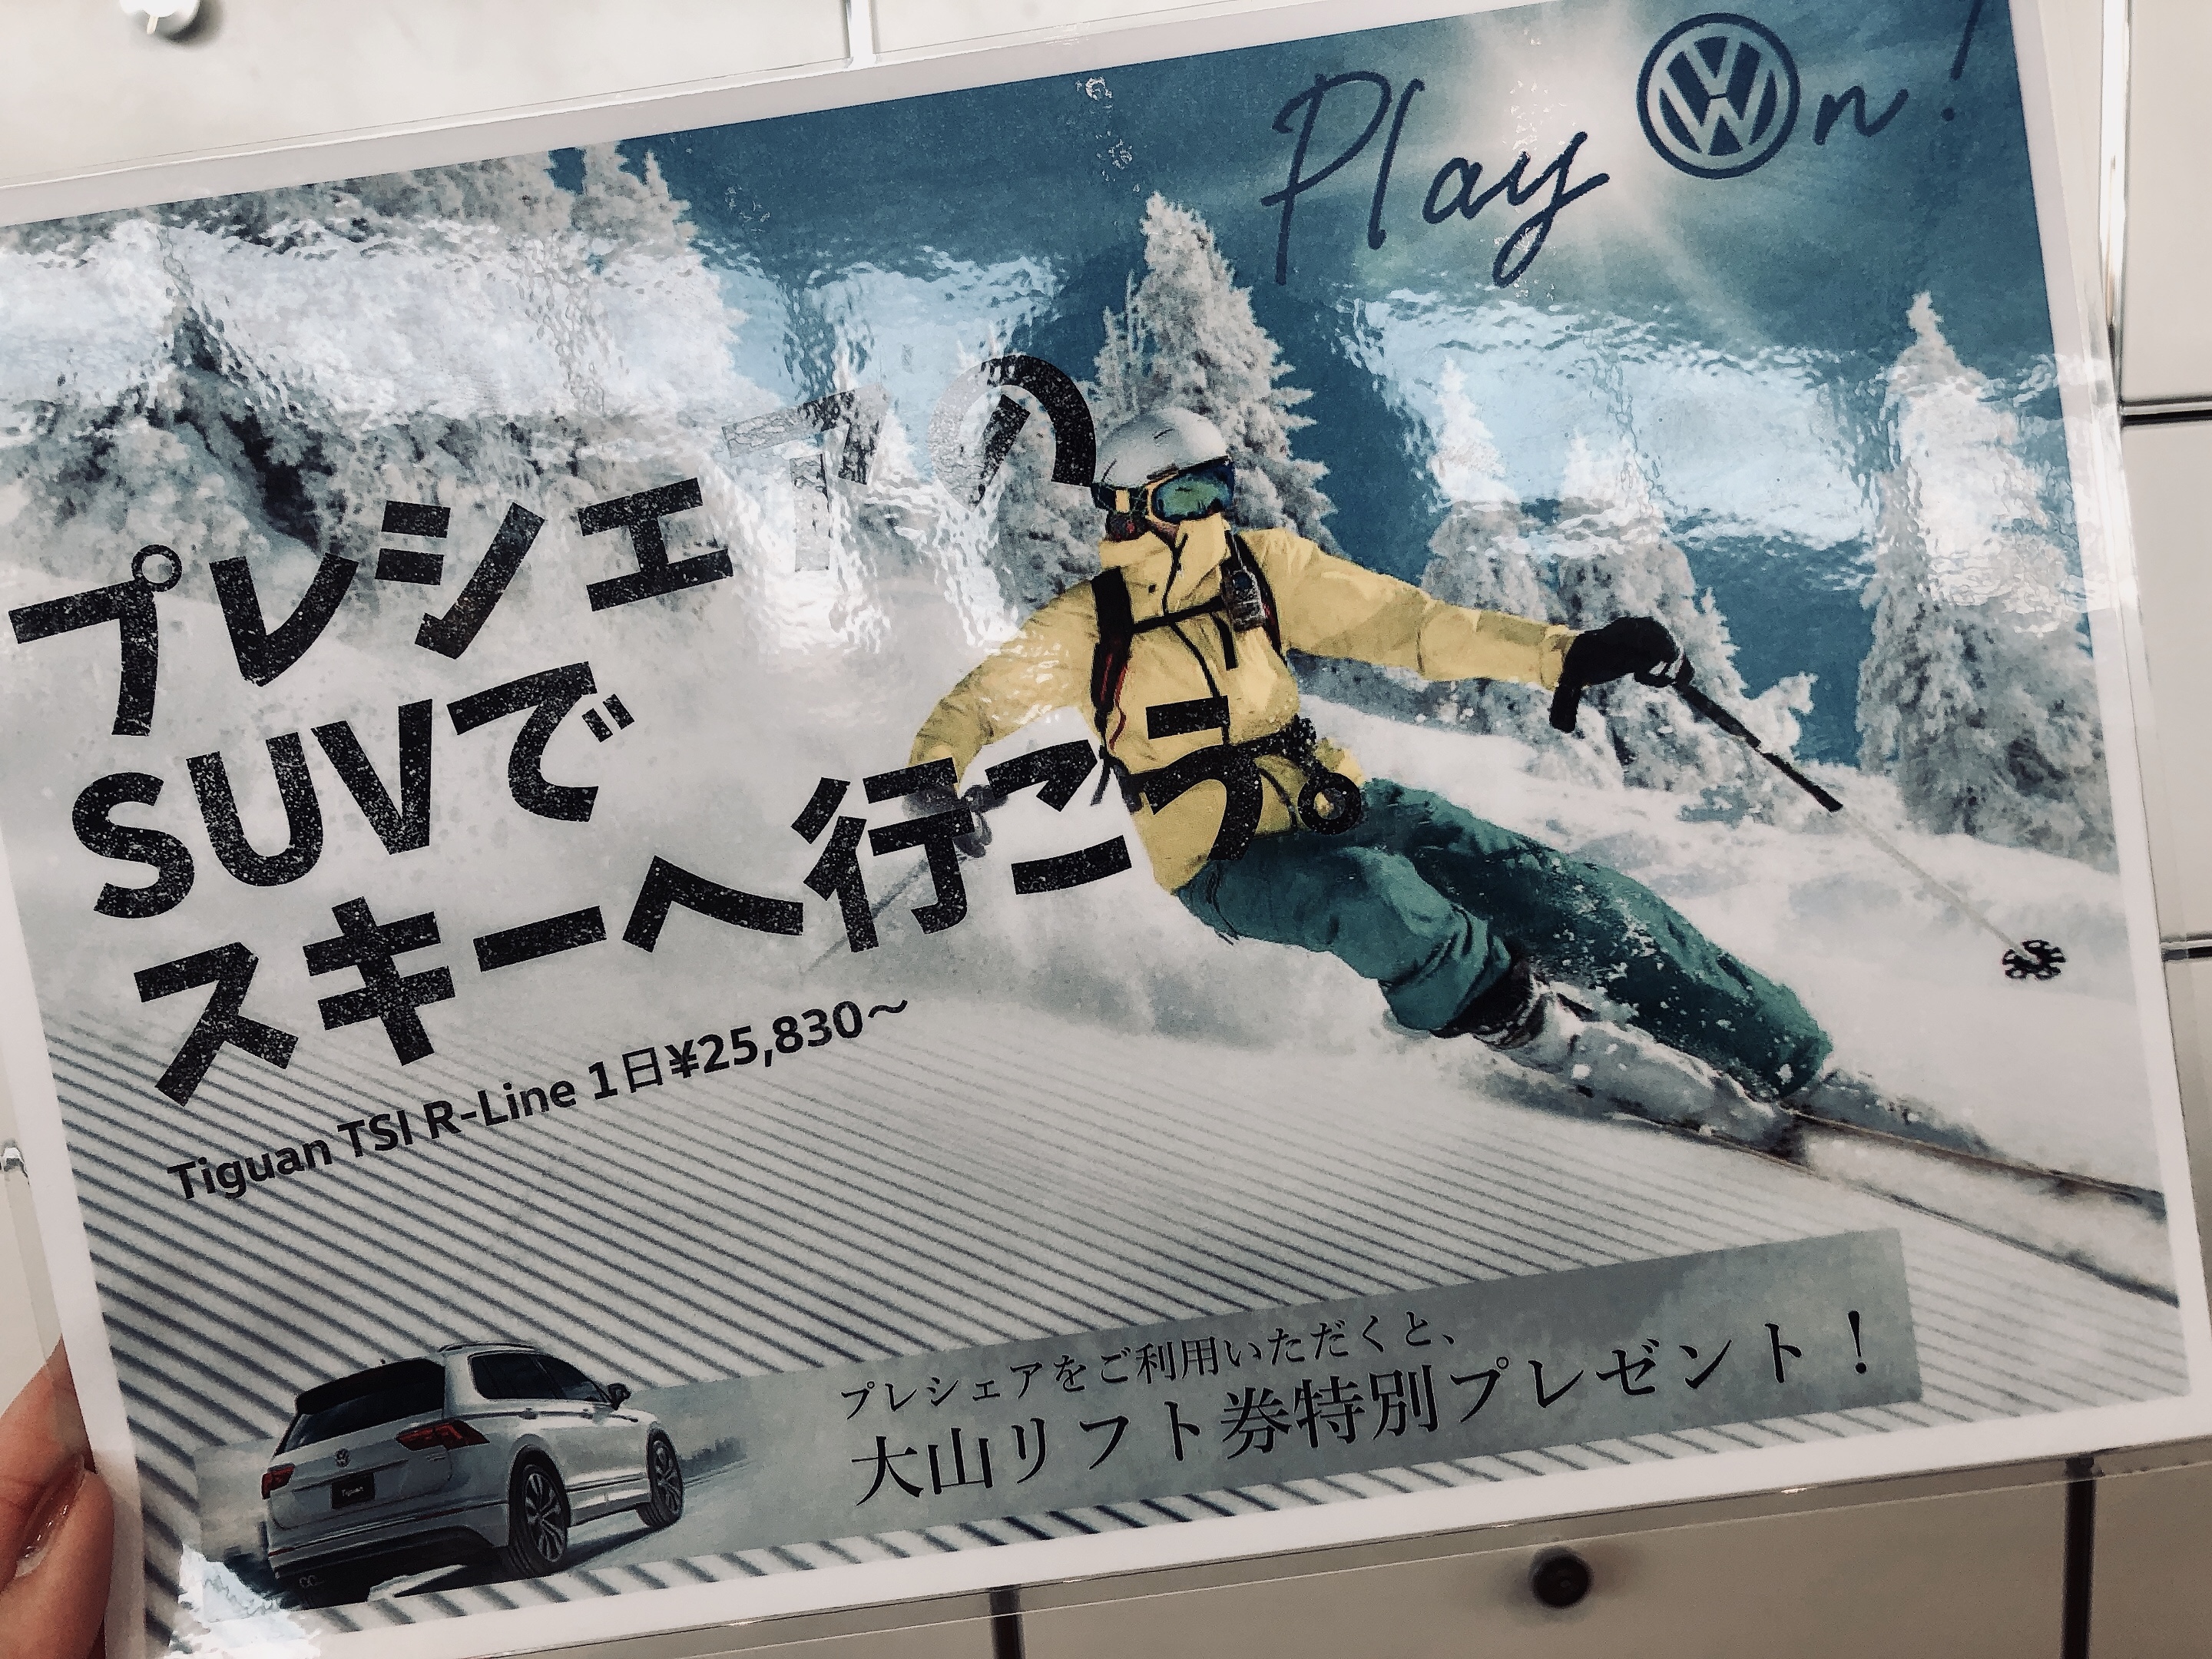 Play On!
プレシェアの
SUVで
スキーへ行こう。
Tiguan TSI R-Line 1日¥25,830〜
プレシェアをご利用いただくと、
大山リフト券特別プレゼント！
Tiguan